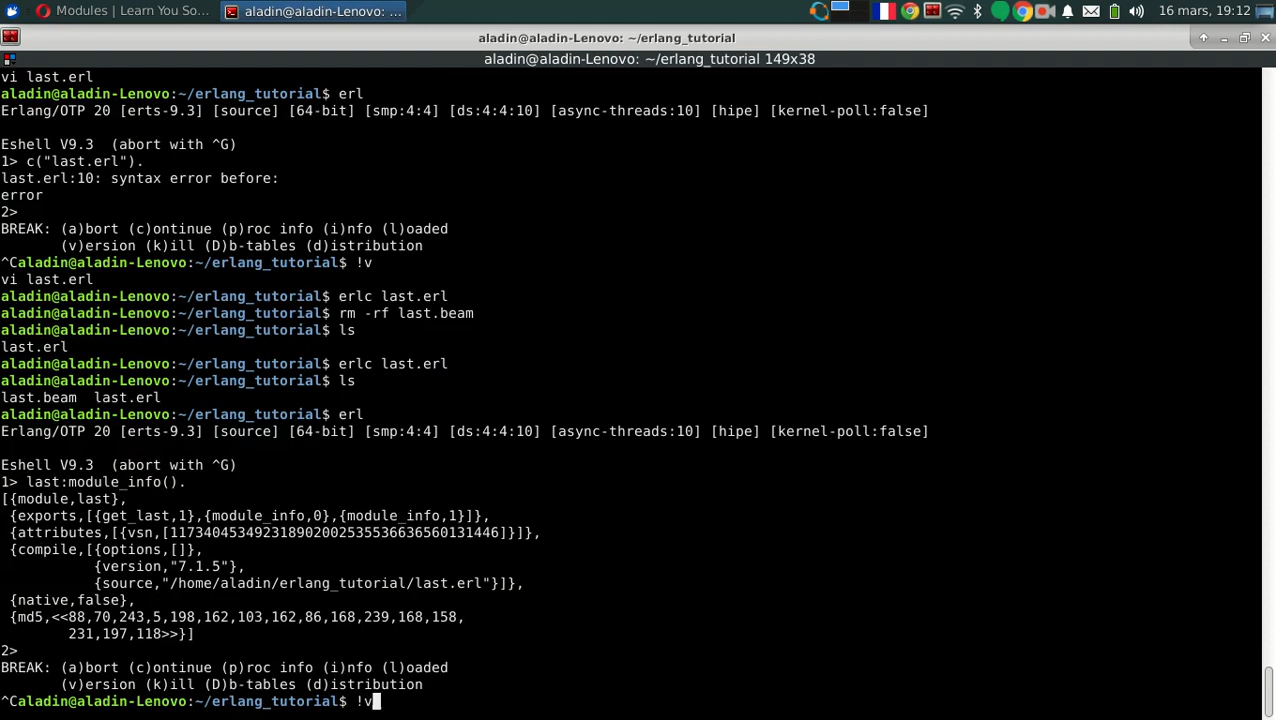 Modules | Learn You So...
aladin@aladin-Lenovo: ...
16 mars, 19:12
aladin@aladin-Lenovo: ~/erlang_tutorial
aladin@aladin-Lenovo: ~/erlang_tutorial 149x38
vi last.erl
aladin@aladin-Lenovo:~/erlang_tutorial$ erl
Erlang/OTP 20 [erts-9.3] [source] [64-bit] [smp:4:4] [ds:4:4:10] [async-threads:10] [hipe] [kernel-poll:false]
Eshell V9.3  (abort with ^G)
1> c("last.erl").
last.erl:10: syntax error before:
error
2>
BREAK: (a)bort (c)ontinue (p)roc info (i)nfo (l)oaded
       (v)ersion (k)ill (D)b-tables (d)istribution
^Caladin@aladin-Lenovo:~/erlang_tutorial$ !v
vi last.erl
aladin@aladin-Lenovo:~/erlang_tutorial$ erlc last.erl
aladin@aladin-Lenovo:~/erlang_tutorial$ rm -rf last.beam
aladin@aladin-Lenovo:~/erlang_tutorial$ ls
last.erl
aladin@aladin-Lenovo:~/erlang_tutorial$ erlc last.erl
aladin@aladin-Lenovo:~/erlang_tutorial$ ls
last.beam  last.erl
aladin@aladin-Lenovo:~/erlang_tutorial$ erl
Erlang/OTP 20 [erts-9.3] [source] [64-bit] [smp:4:4] [ds:4:4:10] [async-threads:10] [hipe] [kernel-poll:false]
Eshell V9.3  (abort with ^G)
1> last:module_info().
[{module,last},
 {exports,[{get_last,1},{module_info,0},{module_info,1}]},
 {attributes,[{vsn,[117340453492318902002535536636560131446]}]},
 {compile,[{options,[]},
           {version,"7.1.5"},
           {source,"/home/aladin/erlang_tutorial/last.erl"}]},
 {native,false},
 {md5,<<88,70,243,5,198,162,103,162,86,168,239,168,158,
        231,197,118>>}]
2>
BREAK: (a)bort (c)ontinue (p)roc info (i)nfo (l)oaded
       (v)ersion (k)ill (D)b-tables (d)istribution
^Caladin@aladin-Lenovo:~/erlang_tutorial$ !v